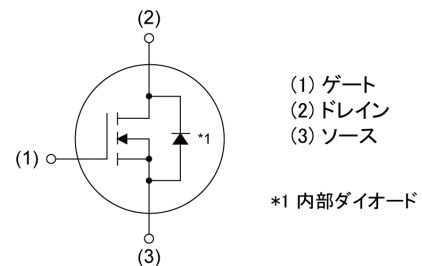 (2)
(1)
*1
(3)
(1) ゲート
(2) ドレイン
(3) ソース
*1 内部ダイオード